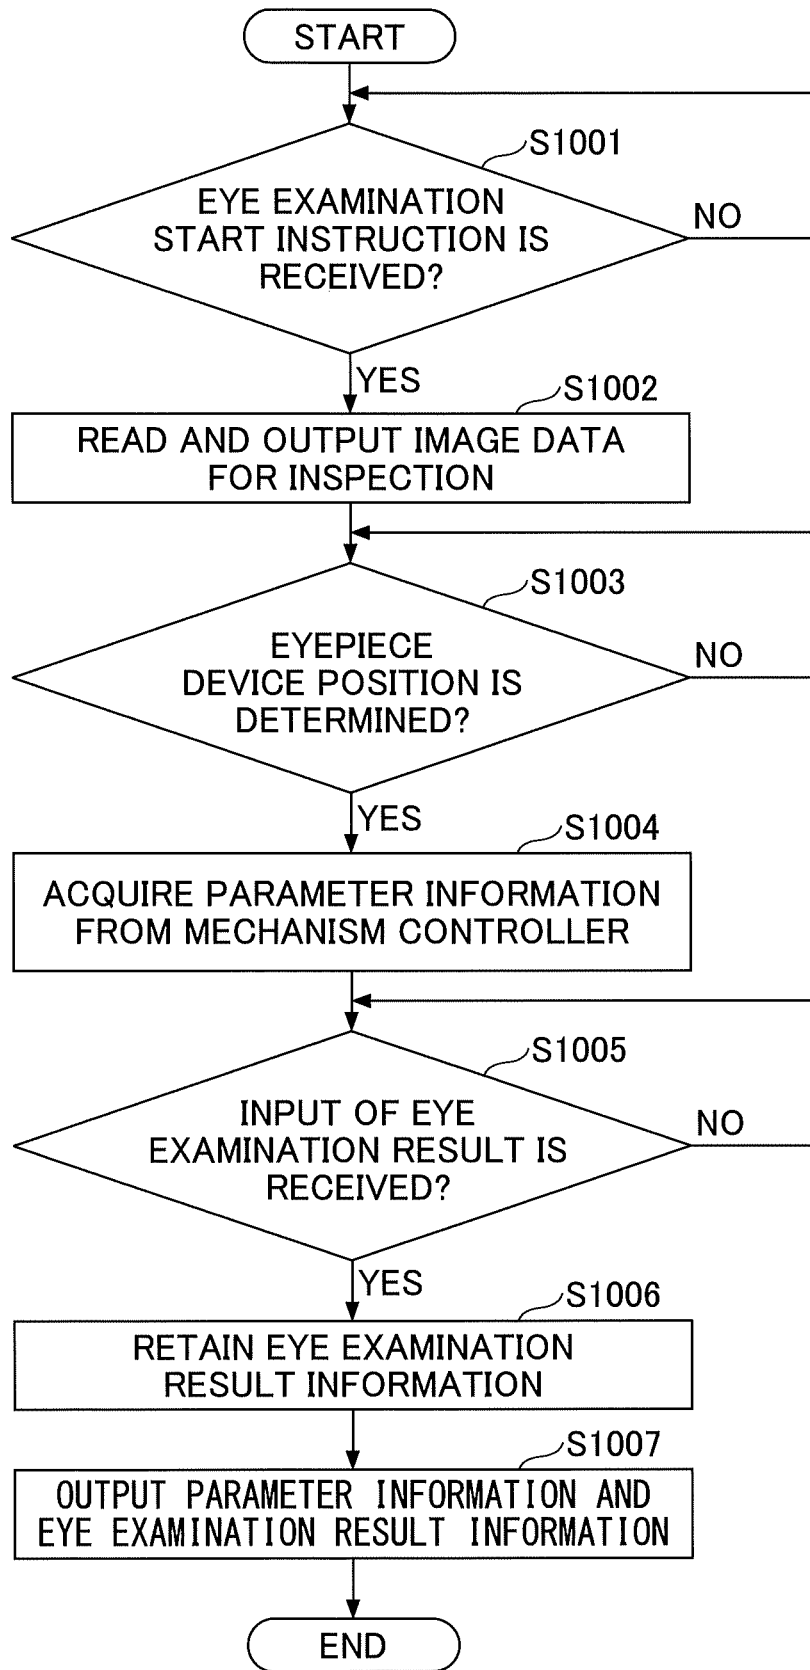 START
S1001
EYE EXAMINATION
START INSTRUCTION IS
RECEIVED?
NO
YES
S1002
READ AND OUTPUT IMAGE DATA
FOR INSPECTION
S1003
EYEPIECE
DEVICE POSITION IS
DETERMINED?
NO
YES
S1004
ACQUIRE PARAMETER INFORMATION
FROM MECHANISM CONTROLLER
S1005
INPUT OF EYE
EXAMINATION RESULT IS
RECEIVED?
NO
YES
S1006
RETAIN EYE EXAMINATION
RESULT INFORMATION
S1007
OUTPUT PARAMETER INFORMATION AND
EYE EXAMINATION RESULT INFORMATION
END